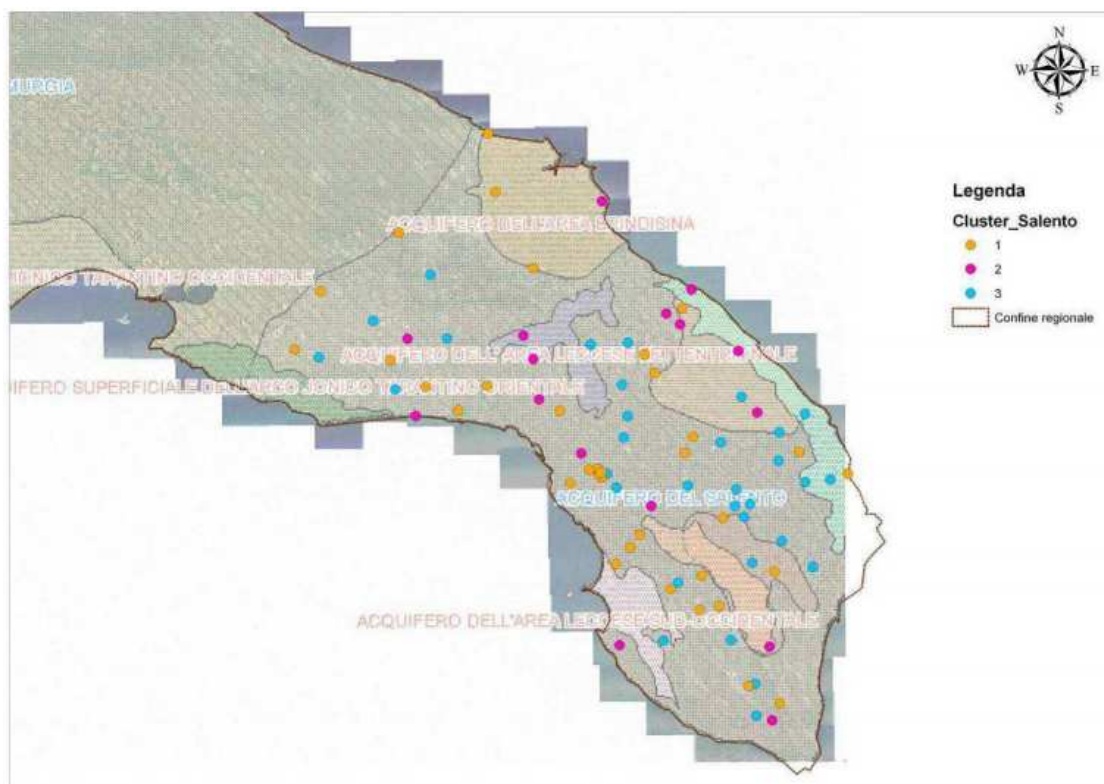 N
W E
S
MURGIA
ACQUIFERO DELL'AREA BRINDISINA
IONICO TARANTINO OCCIDENTALE
ACQUIFERO DELL'AREA LECCESE SETTENTRIONALE
UIFERO SUPERFICIALE DELL'ARCO JONICO TARANTINO ORIENTALE
ACQUIFERO DEL SALENTO
ACQUIFERO DELL'AREA LECCESE SUD-OCCIDENTALE
Legenda
Cluster_Salento
1
2
3
Confine regionale